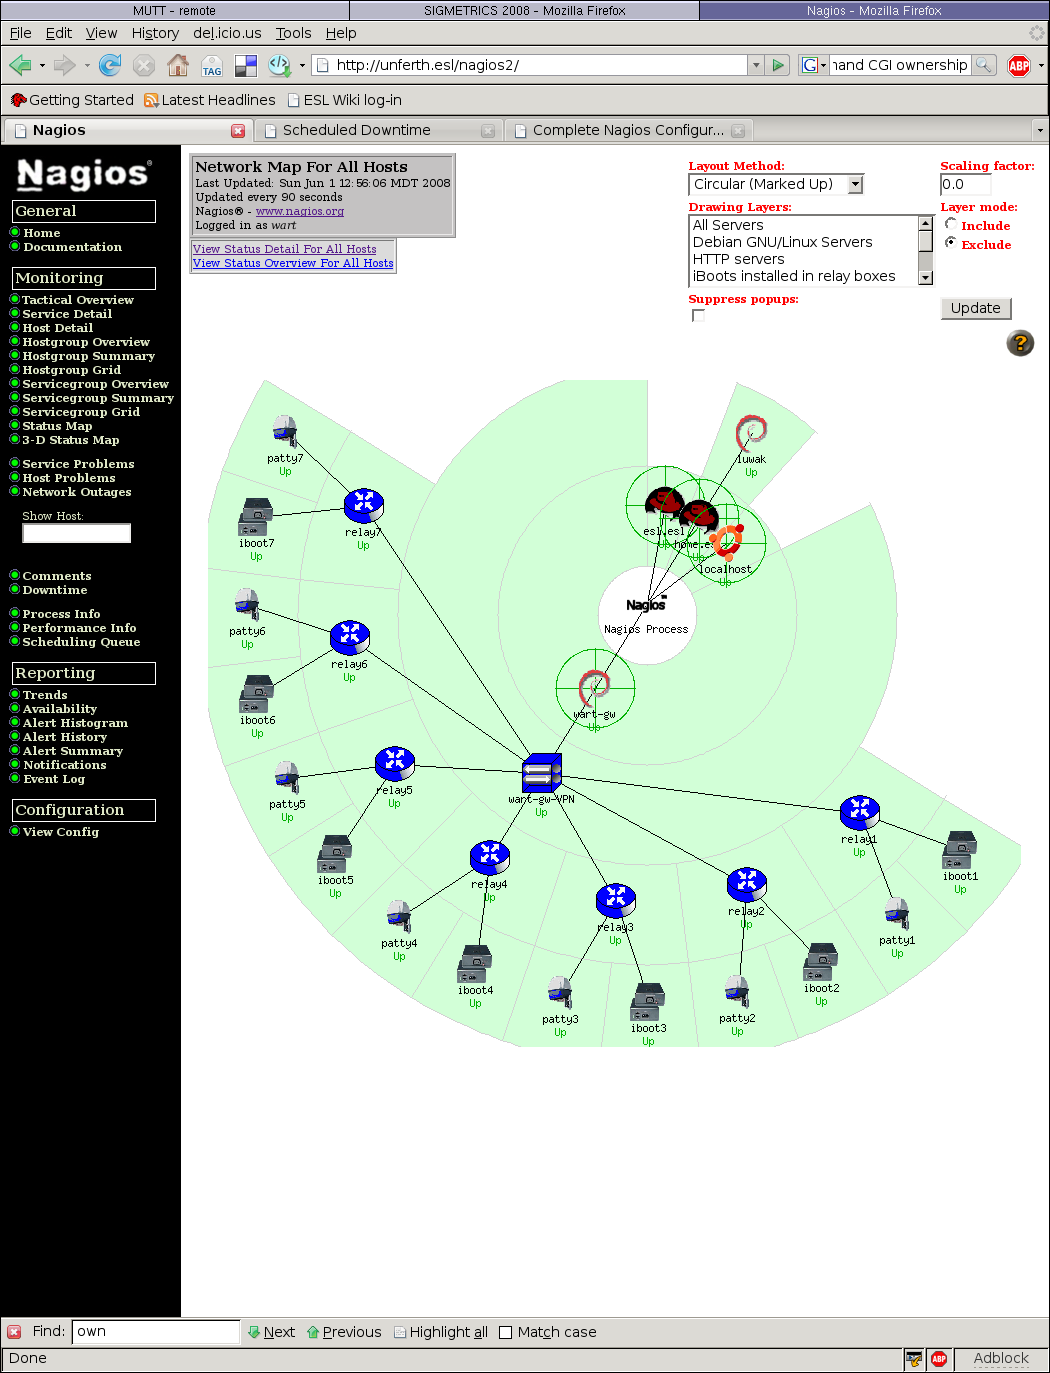 MUTT - remote
SIGMETRICS 2008 - Mozilla Firefox
Nagios - Mozilla Firefox
File Edit View History del.icio.us Tools Help
TAG
http://unferth.esl/nagios2/
G
and CGI ownership
ABP
Getting Started
Latest Headlines
ESL Wiki log-in
Nagios
Scheduled Downtime
Complete Nagios Configur...
Nagios®
General
Home
Documentation
Monitoring
Tactical Overview
Service Detail
Host Detail
Hostgroup Overview
Hostgroup Summary
Hostgroup Grid
Servicegroup Overview
Servicegroup Summary
Servicegroup Grid
Status Map
3-D Status Map
Service Problems
Host Problems
Network Outages
Show Host:
Comments
Downtime
Process Info
Performance Info
Scheduling Queue
Reporting
Trends
Availability
Alert Histogram
Alert History
Alert Summary
Notifications
Event Log
Configuration
View Config
Network Map For All Hosts
Last Updated: Sun Jun 1 12:56:06 MDT 2008
Updated every 90 seconds
Nagios® - www.nagios.org
Logged in as wart
View Status Detail For All Hosts
View Status Overview For All Hosts
Layout Method:
Circular (Marked Up)
Scaling factor:
0.0
Drawing Layers:
All Servers
Debian GNU/Linux Servers
HTTP servers
iBoots installed in relay boxes
Layer mode:
Include
Exclude
Suppress popups:
Update
?
patty7
Up
iboot7
Up
relay7
Up
luwak
Up
esl.esl
Up
home.es
Up
localhost
Up
Nagios
Nagios Process
patty6
Up
relay6
Up
iboot6
Up
wart-gw
Up
patty5
Up
relay5
Up
iboot5
Up
wart-gw-VPN
Up
relay1
Up
iboot1
Up
patty1
Up
relay4
Up
patty4
Up
iboot4
Up
relay3
Up
patty3
Up
iboot3
Up
relay2
Up
patty2
Up
iboot2
Up
Find: own
Next
Previous
Highlight all
Match case
Done
ABP
Adblock